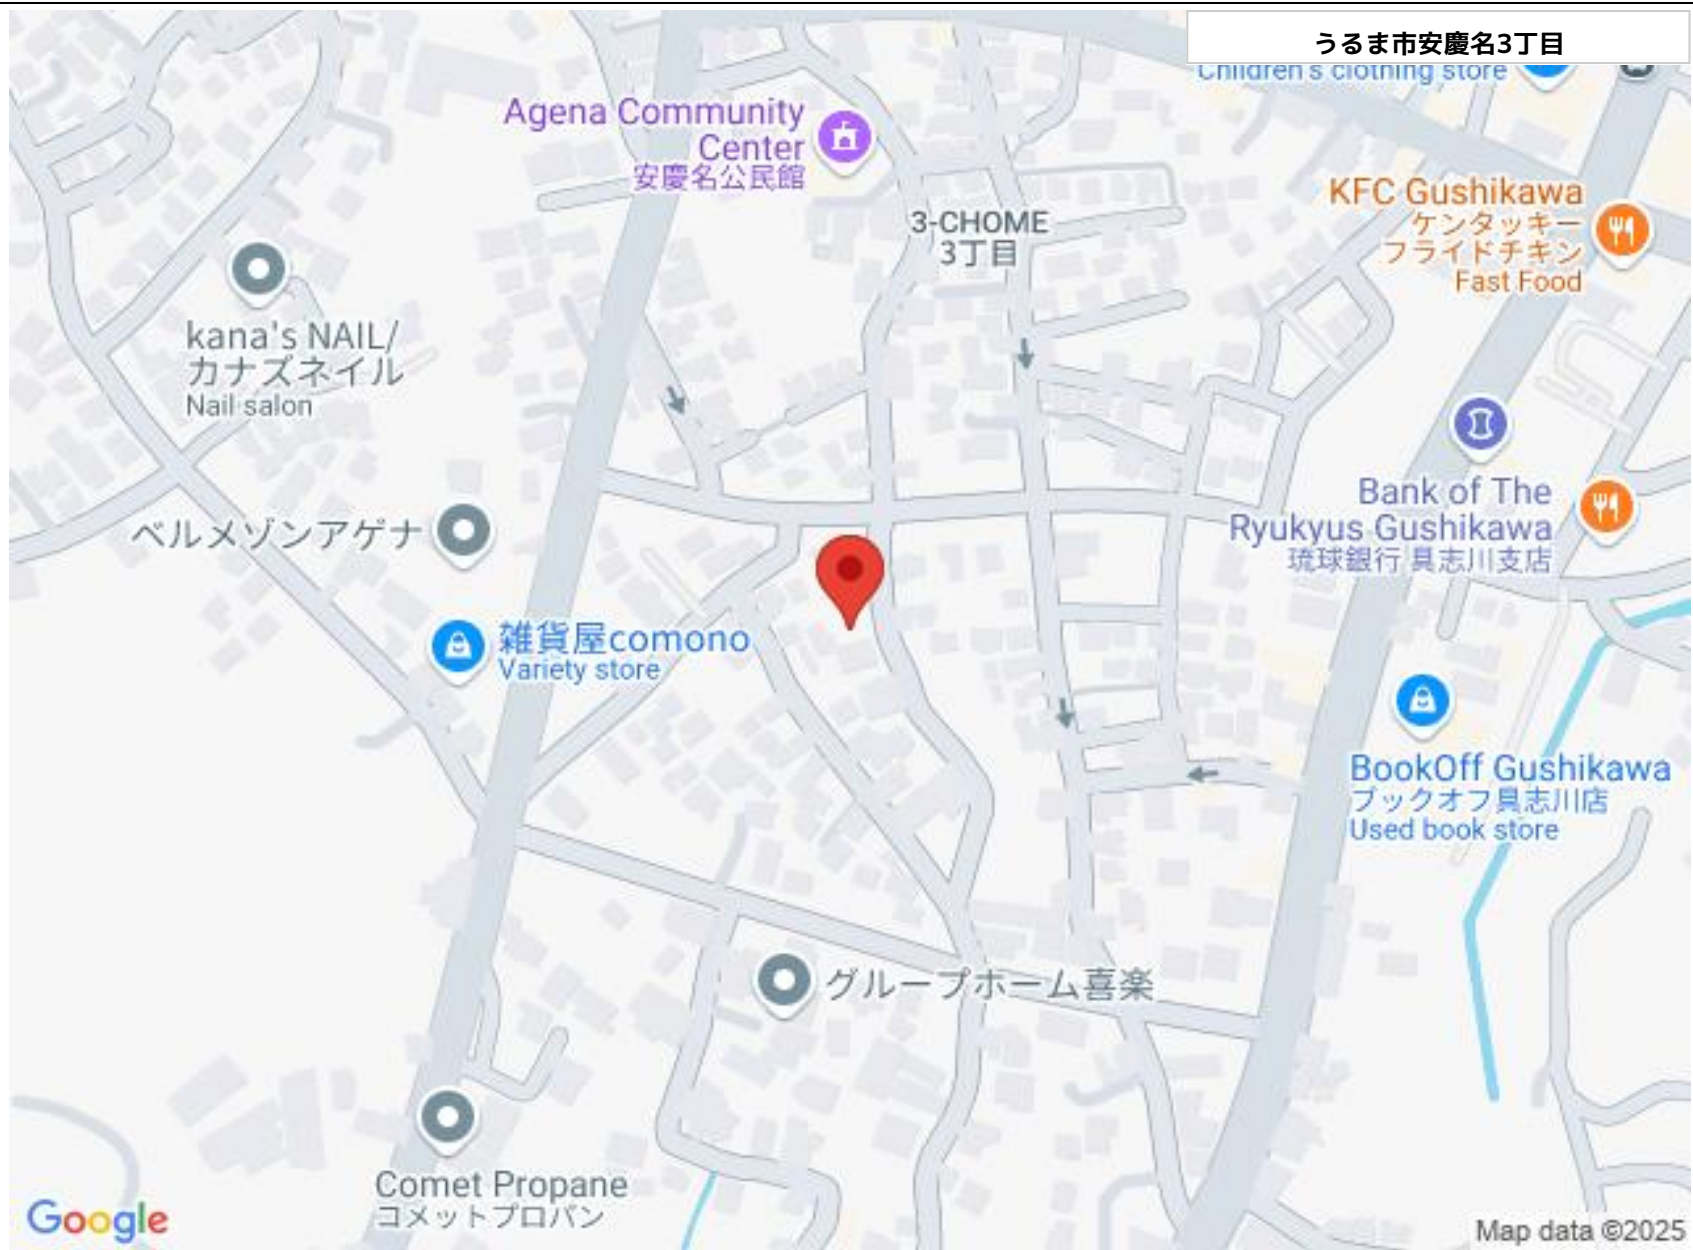 うるま市安慶名3丁目
Children's clothing store
Agena Community
Center
安慶名公民館
3-CHOME
3丁目
KFC Gushikawa
ケンタッキー
フライドチキン
Fast Food
kana's NAIL/
カナズネイル
Nail salon
Bank of The
Ryukyus Gushikawa
琉球銀行 具志川支店
ベルメゾンアゲナ
雑貨屋comono
Variety store
BookOff Gushikawa
ブックオフ具志川店
Used book store
グループホーム喜楽
Comet Propane
コメットプロパン
Google
Map data ©2025